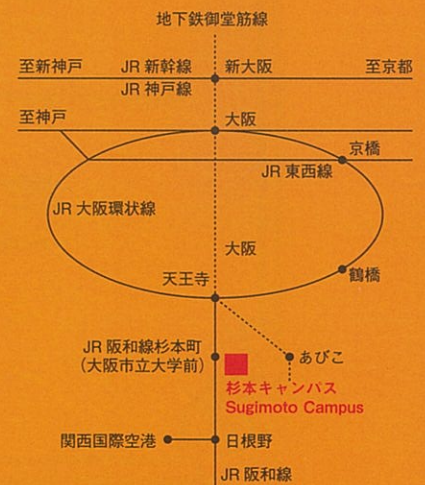 地下鉄御堂筋線
至新神戸
JR 新幹線
新大阪
至京都
JR 神戸線
至神戸
大阪
京橋
JR 東西線
JR 大阪環状線
大阪
天王寺
鶴橋
JR 阪和線杉本町
（大阪市立大学前）
あびこ
杉本キャンパス
Sugimoto Campus
関西国際空港
日根野
JR 阪和線